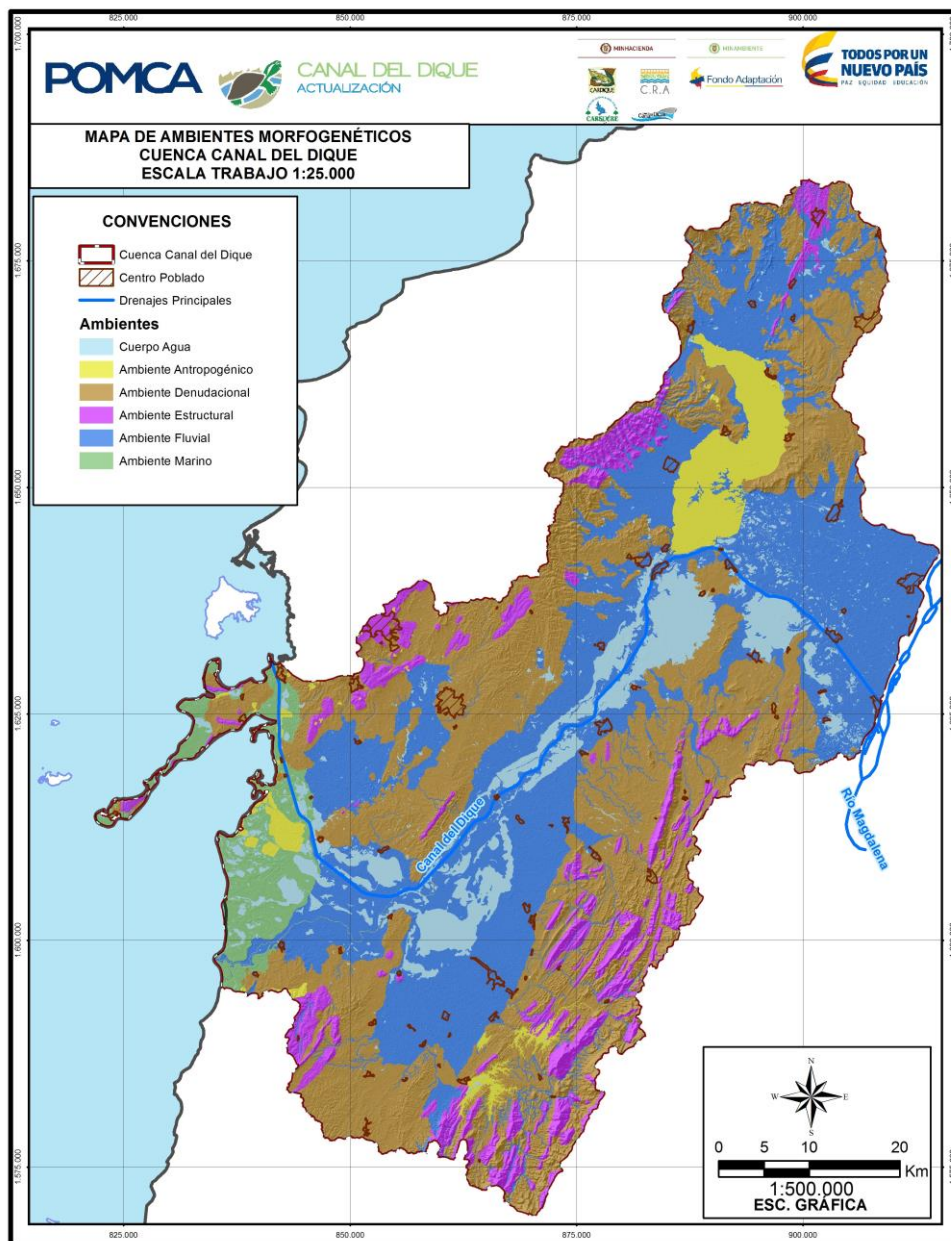 825.000 850.000 875.000 900.000
1.700.000
POMCA
CANAL DEL DIQUE
ACTUALIZACIÓN
MINHACIENDA
MINAMBIENTE
CARDIQUE
C.R.A
Fondo Adaptación
CARSUCRE
TODOS POR UN
NUEVO PAÍS
PAZ EQUIDAD EDUCACIÓN
MAPA DE AMBIENTES MORFOGENÉTICOS
CUENCA CANAL DEL DIQUE
ESCALA TRABAJO 1:25.000
CONVENCIONES
Cuenca Canal del Dique
Centro Poblado
Drenajes Principales
Ambientes
Cuerpo Agua
Ambiente Antropogénico
Ambiente Denudacional
Ambiente Estructural
Ambiente Fluvial
Ambiente Marino
1.675.000
1.650.000
1.625.000
1.600.000
1.575.000
Canal del Dique
Río Magdalena
N
W E
S
0 5 10 20
Km
1:500.000
ESC. GRÁFICA
825.000 850.000 875.000 900.000